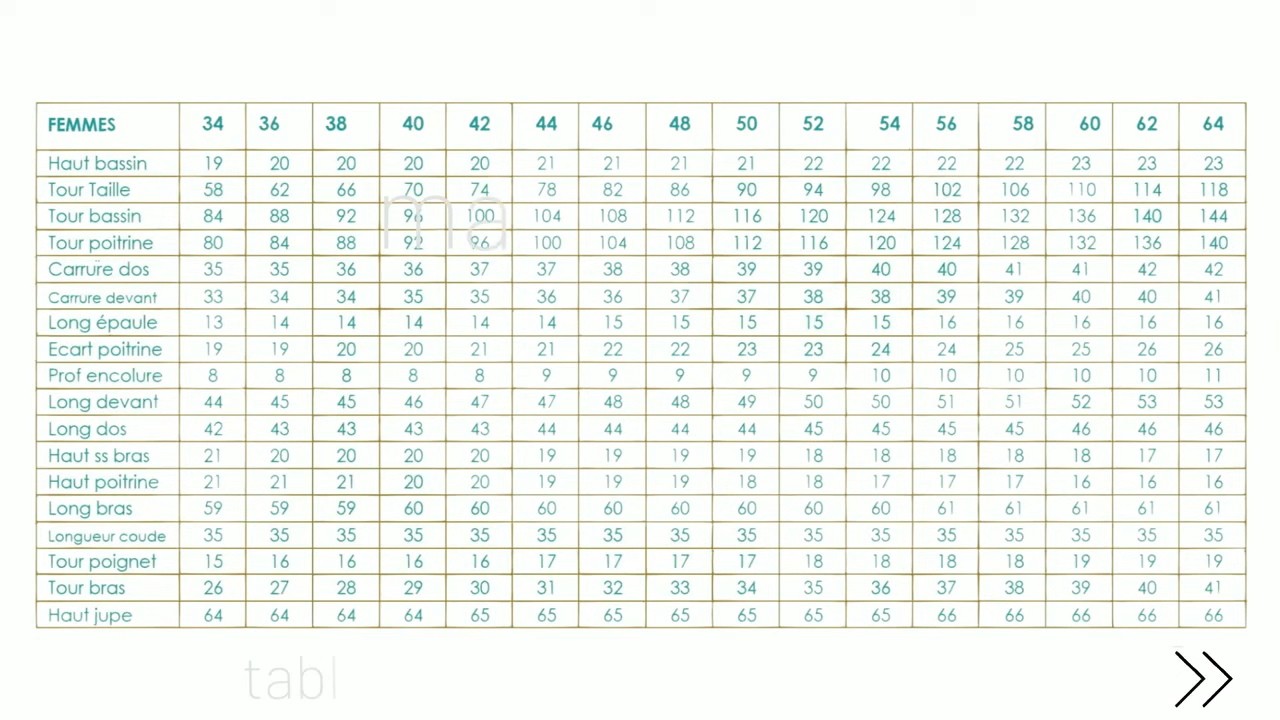 FEMMES 34 36 38 40 42 44 46 48 50 52 54 56 58 60 62 64
Haut bassin 19 20 20 20 20 21 21 21 21 22 22 22 22 23 23 23
Tour Taille 58 62 66 70 74 78 82 86 90 94 98 102 106 110 114 118
Tour bassin 84 88 92 96 100 104 108 112 116 120 124 128 132 136 140 144
ma
Tour poitrine 80 84 88 92 96 100 104 108 112 116 120 124 128 132 136 140
Carrure dos 35 35 36 36 37 37 38 38 39 39 40 40 41 41 42 42
Carrure devant 33 34 34 35 35 36 36 37 37 38 38 39 39 40 40 41
Long épaule 13 14 14 14 14 14 15 15 15 15 15 16 16 16 16 16
Ecart poitrine 19 19 20 20 21 21 22 22 23 23 24 24 25 25 26 26
Prof encolure 8 8 8 8 8 9 9 9 9 9 10 10 10 10 10 11
Long devant 44 45 45 46 47 47 48 48 49 50 50 51 51 52 53 53
Long dos 42 43 43 43 43 44 44 44 44 45 45 45 45 46 46 46
Haut ss bras 21 20 20 20 20 19 19 19 19 18 18 18 18 18 17 17
Haut poitrine 21 21 21 20 20 19 19 19 18 18 17 17 17 16 16 16
Long bras 59 59 59 60 60 60 60 60 60 60 60 61 61 61 61 61
Longueur coude 35 35 35 35 35 35 35 35 35 35 35 35 35 35 35 35
Tour poignet 15 16 16 16 16 17 17 17 17 18 18 18 18 19 19 19
Tour bras 26 27 28 29 30 31 32 33 34 35 36 37 38 39 40 41
Haut jupe 64 64 64 64 65 65 65 65 65 65 65 66 66 66 66 66
tabl